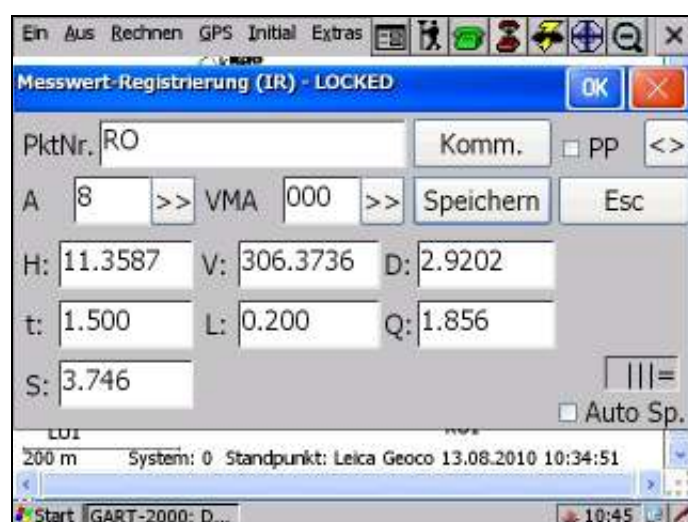 Ein Aus Rechnen GPS Initial Extras
Messwert-Registrierung (IR) - LOCKED OK
PktNr. RO Komm. PP <>
A 8 >> VMA 000 >> Speichern Esc
H: 11.3587 V: 306.3736 D: 2.9202
t: 1.500 L: 0.200 Q: 1.856
S: 3.746
Auto Sp.
200 m System: 0 Standpunkt: Leica Geoco 13.08.2010 10:34:51
Start GART-2000: D... 10:45